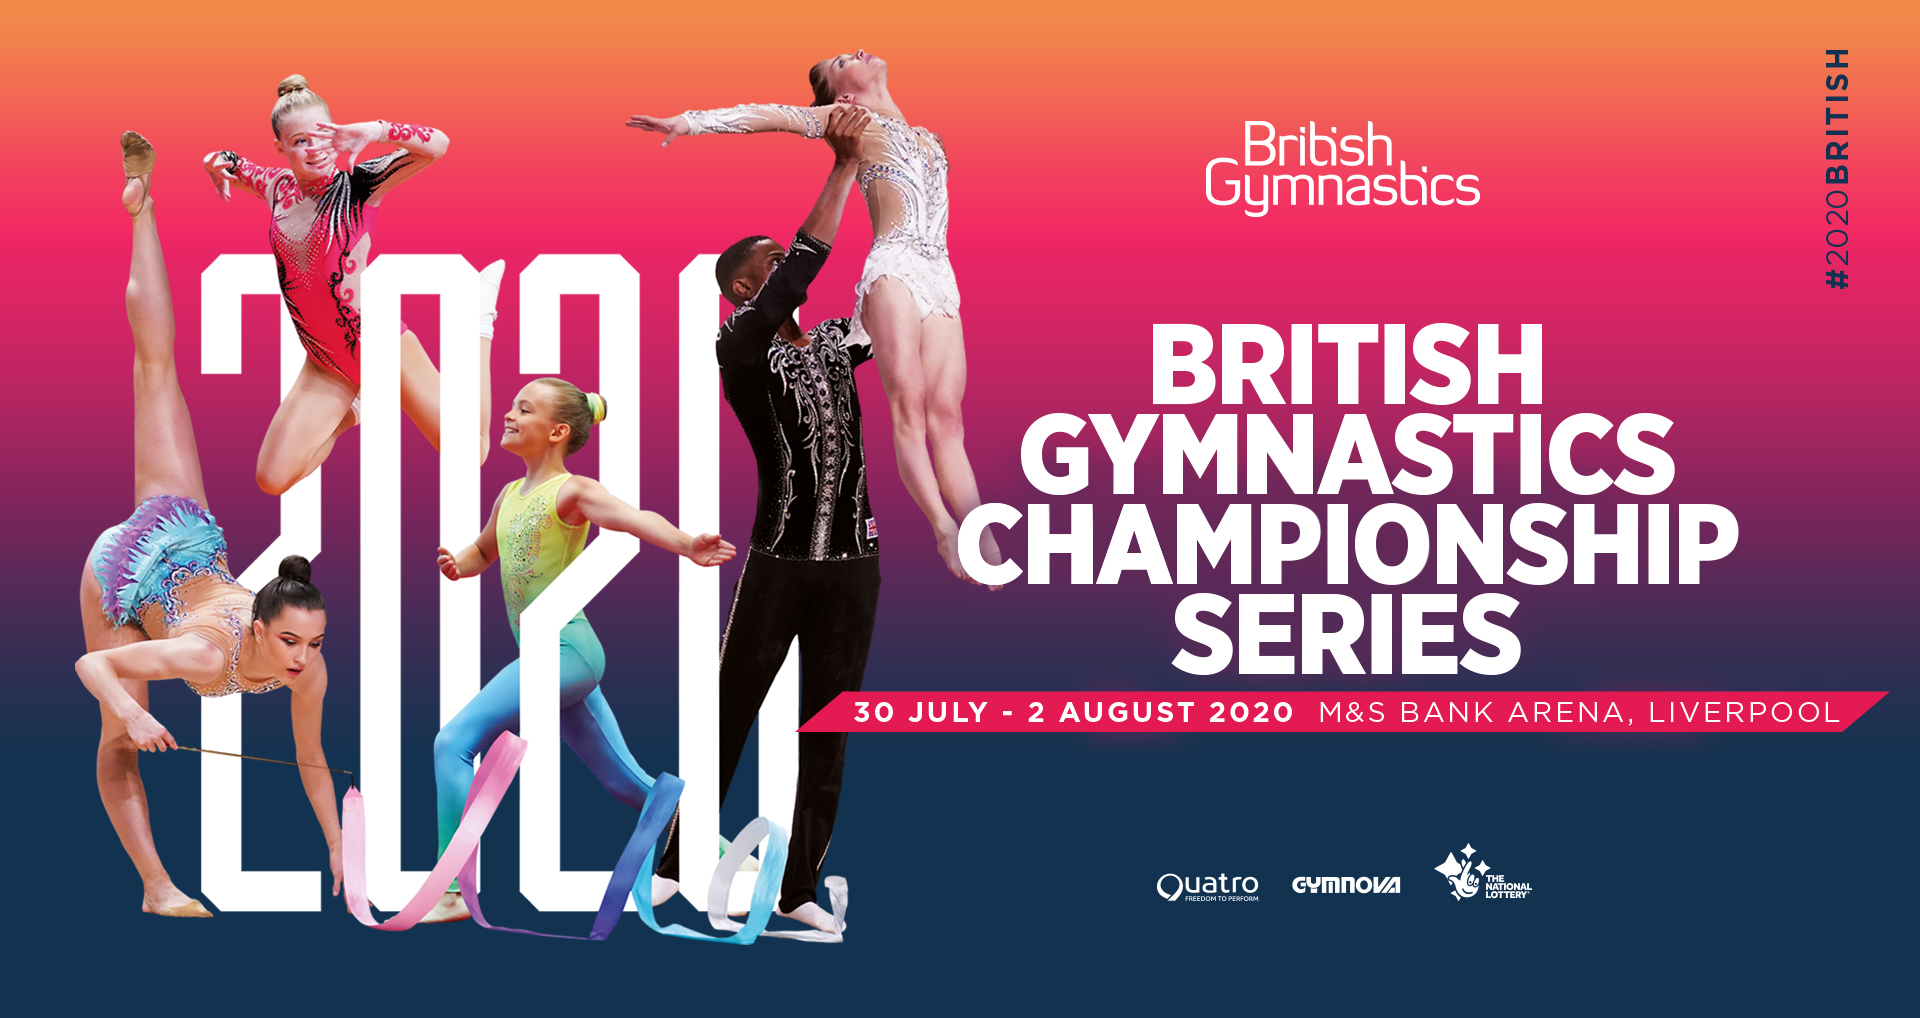 2020
British
Gymnastics
#2020BRITISH
BRITISH
GYMNASTICS
CHAMPIONSHIP
SERIES
30 JULY - 2 AUGUST 2020 M&S BANK ARENA, LIVERPOOL
Quatro
FREEDOM TO PERFORM
GYMNOVA
THE
NATIONAL
LOTTERY